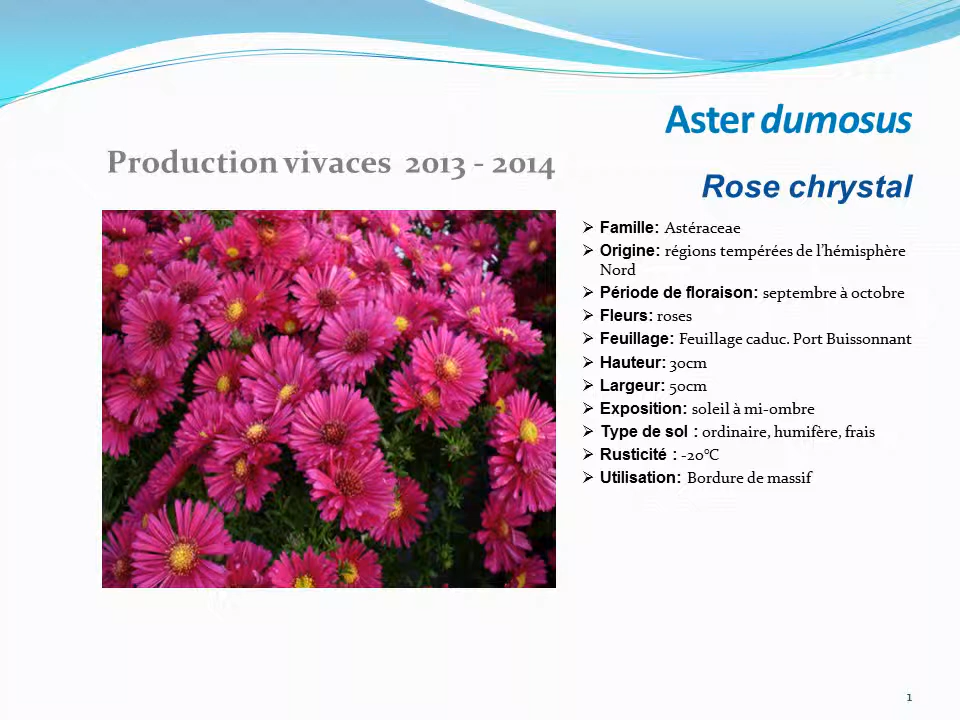 Aster dumosus
Production vivaces 2013 - 2014
Rose chrystal
➢ Famille: Astéraceae
➢ Origine: régions tempérées de l'hémisphère
Nord
➢ Période de floraison: septembre à octobre
➢ Fleurs: roses
➢ Feuillage: Feuillage caduc. Port Buissonnant
➢ Hauteur: 30cm
➢ Largeur: 50cm
➢ Exposition: soleil à mi-ombre
➢ Type de sol : ordinaire, humifère, frais
➢ Rusticité : -20°C
➢ Utilisation: Bordure de massif
1